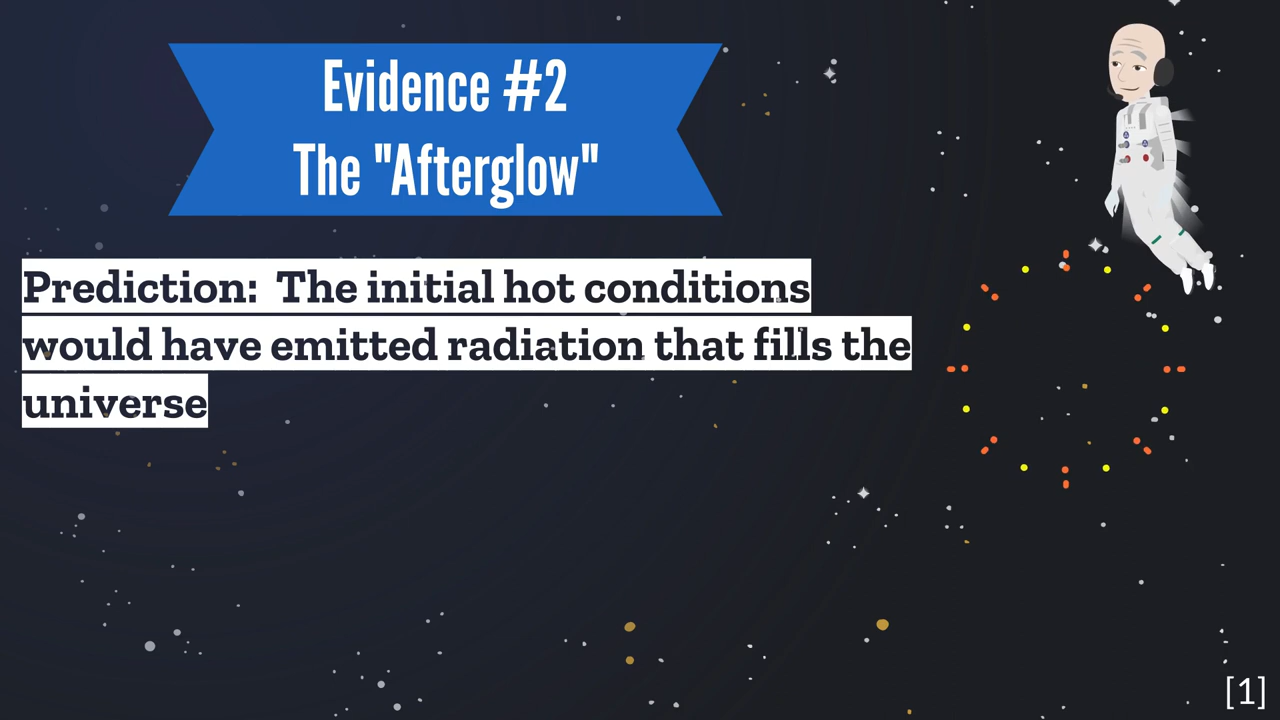 Evidence #2
The "Afterglow"
Prediction:  The initial hot conditions
would have emitted radiation that fills the
universe
[1]